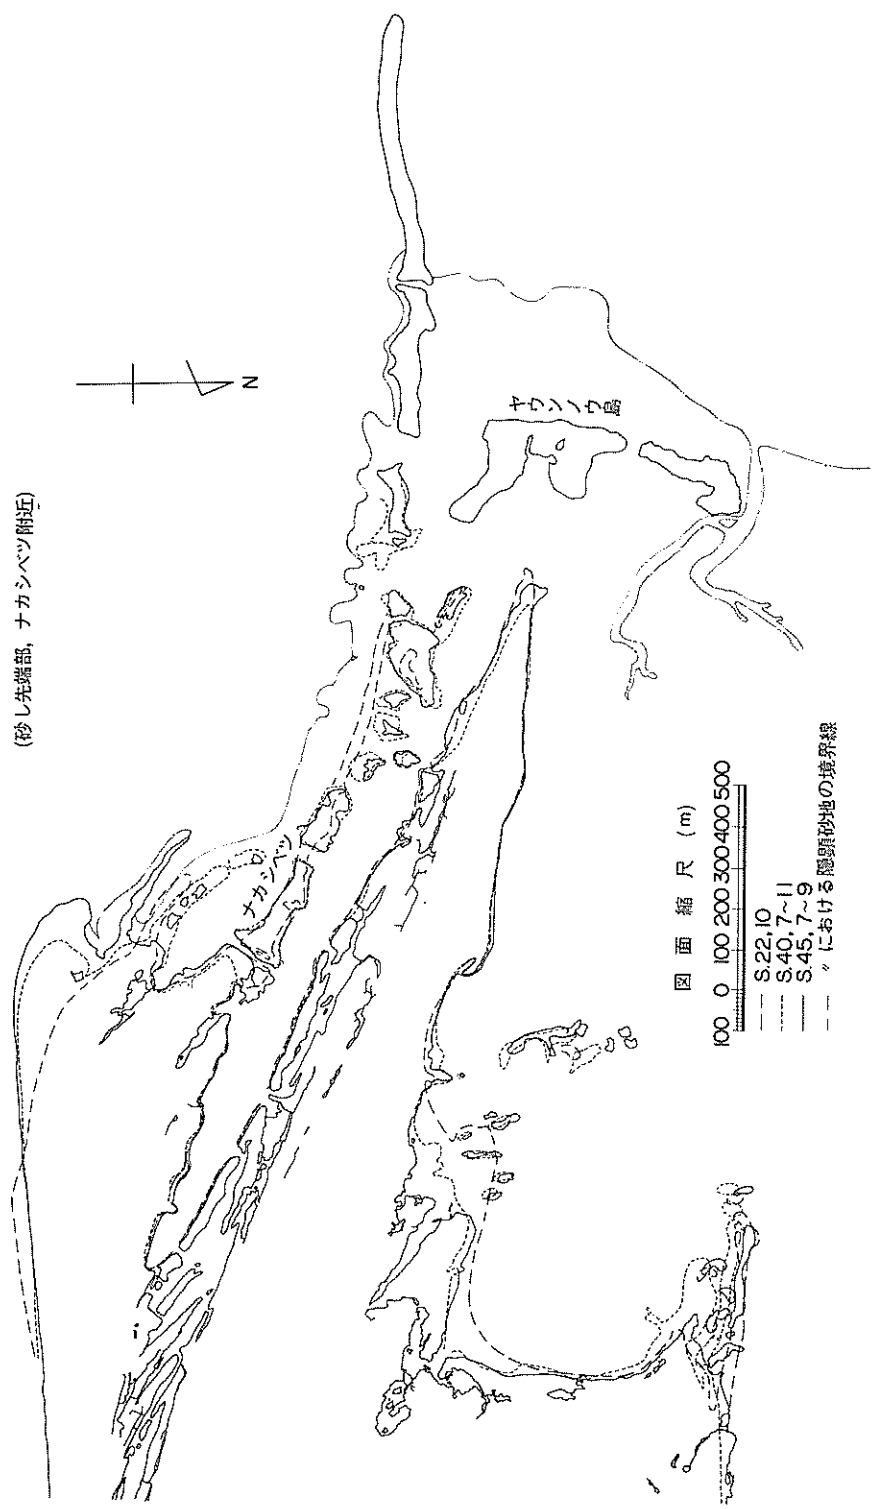 (砂し先端部, ナカシベツ附近)
N
ヤウシノウ島
ナカシベツ
図面縮尺 (m)
100 0 100 200 300 400 500
S.22,10
S.40,7~11
S.45,7~9
〃における隠顕砂地の境界線